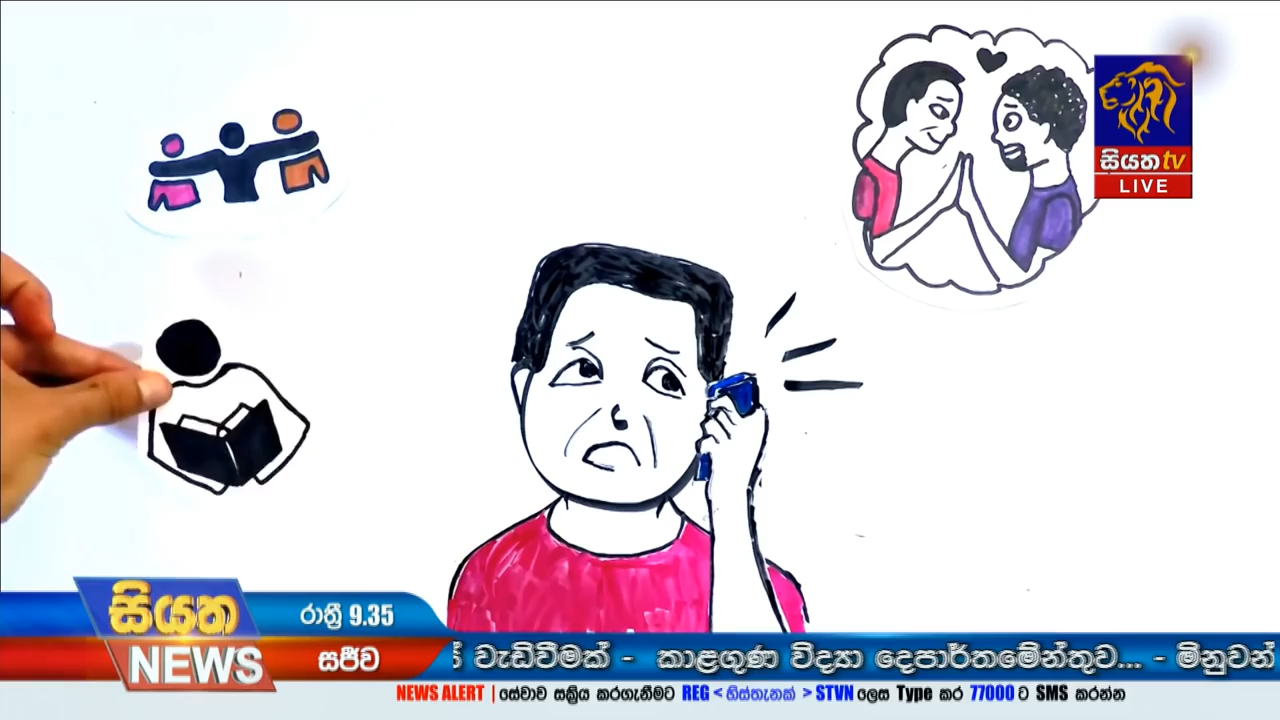 සියත tv
LIVE
සියත
NEWS
රාත්‍රී 9.35
සජීව
වැඩිවීමක් - කාළගුණ විද්‍යා දෙපාර්තමේන්තුව... - මිනුවන්
NEWS ALERT | සේවාව සක්‍රිය කරගැනීමට REG < හිස්තැනක් > STVN ලෙස Type කර 77000 ට SMS කරන්න